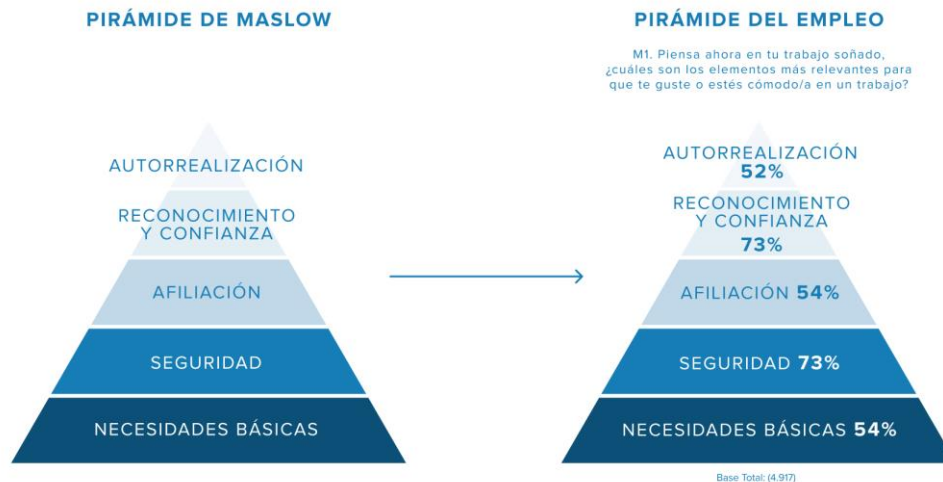 PIRÁMIDE DE MASLOW
AUTORREALIZACIÓN
RECONOCIMIENTO
Y CONFIANZA
AFILIACIÓN
SEGURIDAD
NECESIDADES BÁSICAS
PIRÁMIDE DEL EMPLEO
M1. Piensa ahora en tu trabajo soñado,
¿cuáles son los elementos más relevantes para
que te guste o estés cómodo/a en un trabajo?
AUTORREALIZACIÓN
52%
RECONOCIMIENTO
Y CONFIANZA
73%
AFILIACIÓN 54%
SEGURIDAD 73%
NECESIDADES BÁSICAS 54%
Base Total: (4.917)